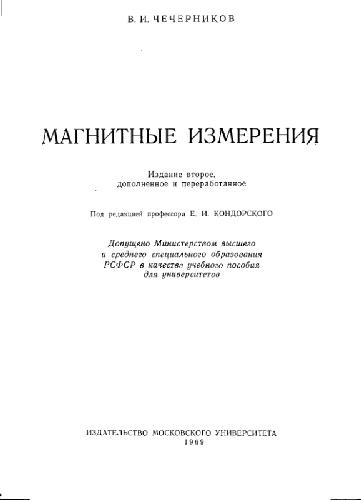 В. И. ЧЕЧЕРНИКОВ
МАГНИТНЫЕ ИЗМЕРЕНИЯ
Издание второе,
дополненное и переработанное
Под редакцией профессора Е. И. КОНДОРСКОГО
Допущено Министерством высшего
и среднего специального образования
РСФСР в качестве учебного пособия
для университетов
ИЗДАТЕЛЬСТВО МОСКОВСКОГО УНИВЕРСИТЕТА
1969